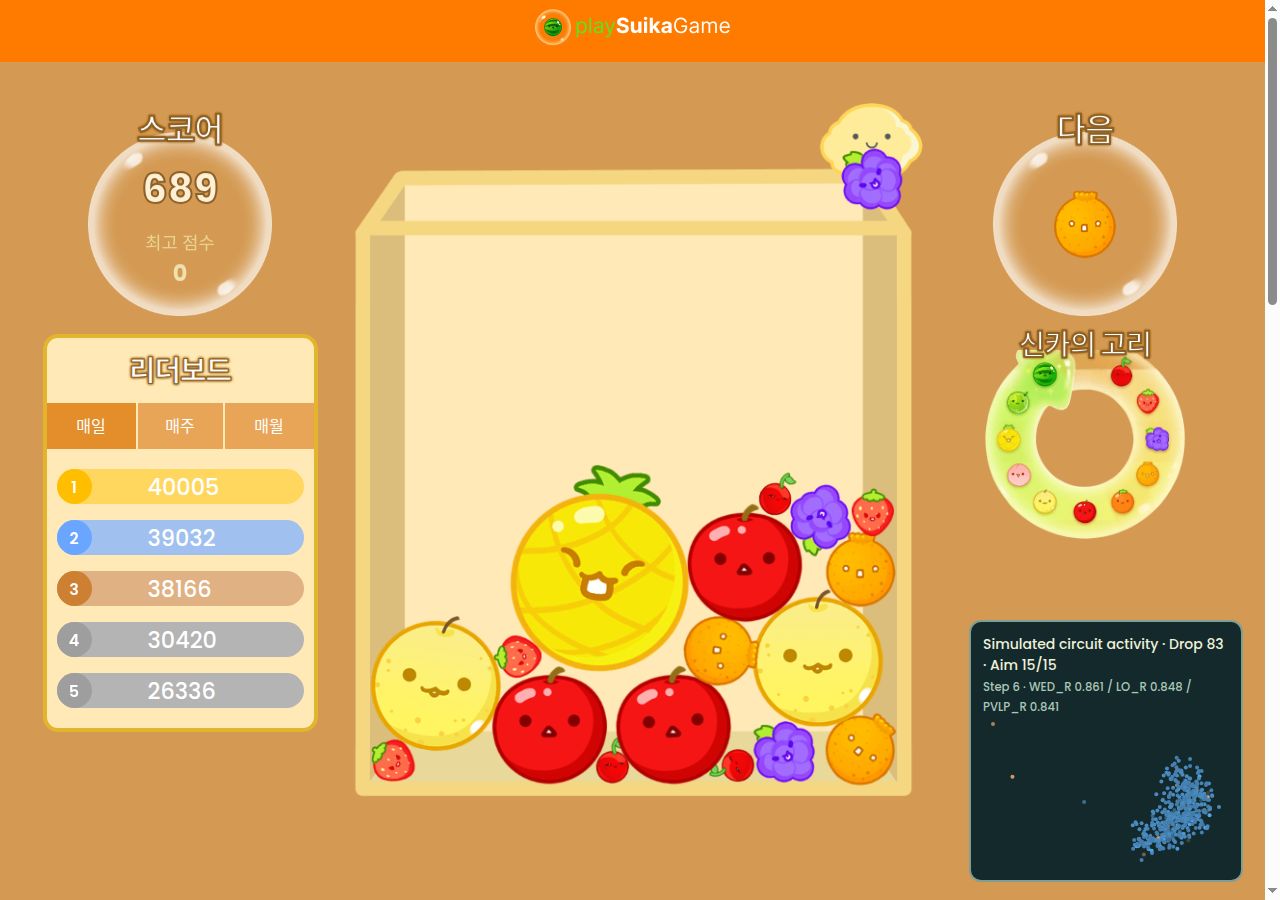 playSuikaGame
스코어
689
최고 점수
0
리더보드
매일 매주 매월
1 40005
2 39032
3 38166
4 30420
5 26336
다음
신카의 고리
Simulated circuit activity · Drop 83
· Aim 15/15
Step 6 · WED_R 0.861 / LO_R 0.848 /
PVLP_R 0.841